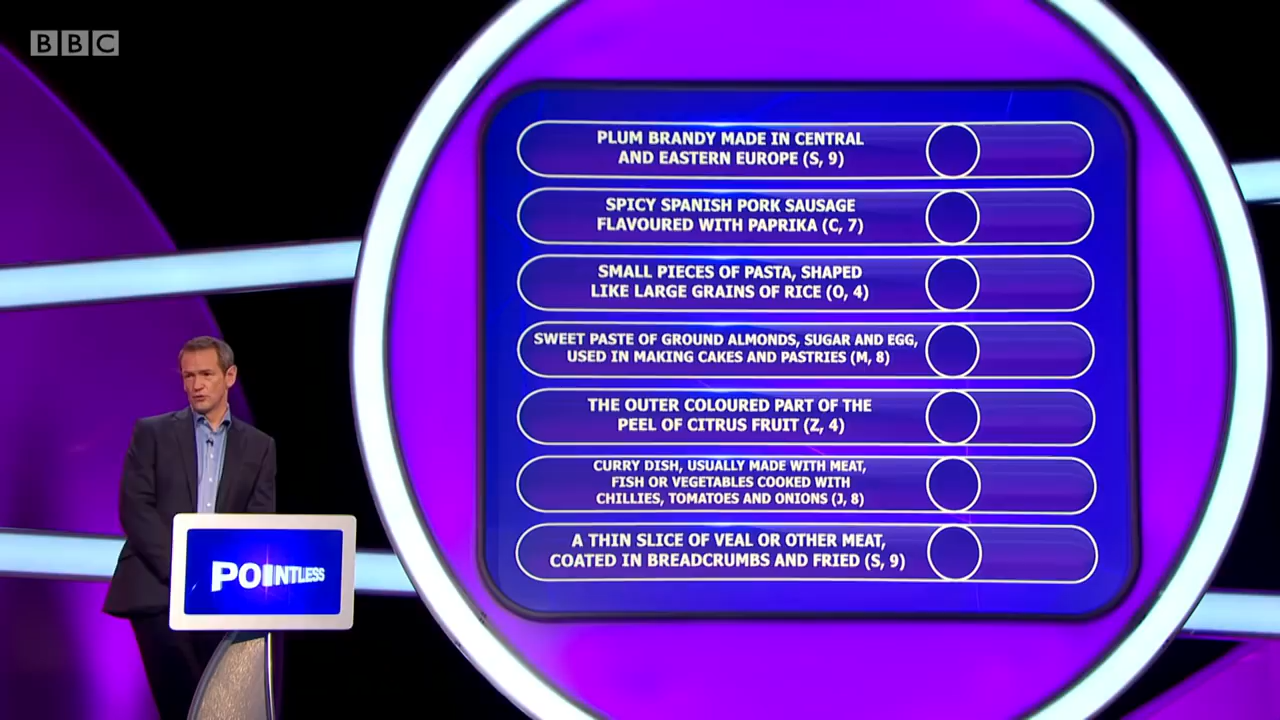 BBC
PLUM BRANDY MADE IN CENTRAL
AND EASTERN EUROPE (S, 9)
SPICY SPANISH PORK SAUSAGE
FLAVOURED WITH PAPRIKA (C, 7)
SMALL PIECES OF PASTA, SHAPED
LIKE LARGE GRAINS OF RICE (O, 4)
SWEET PASTE OF GROUND ALMONDS, SUGAR AND EGG,
USED IN MAKING CAKES AND PASTRIES (M, 8)
THE OUTER COLOURED PART OF THE
PEEL OF CITRUS FRUIT (Z, 4)
CURRY DISH, USUALLY MADE WITH MEAT,
FISH OR VEGETABLES COOKED WITH
CHILLIES, TOMATOES AND ONIONS (J, 8)
A THIN SLICE OF VEAL OR OTHER MEAT,
COATED IN BREADCRUMBS AND FRIED (S, 9)
POINTLESS